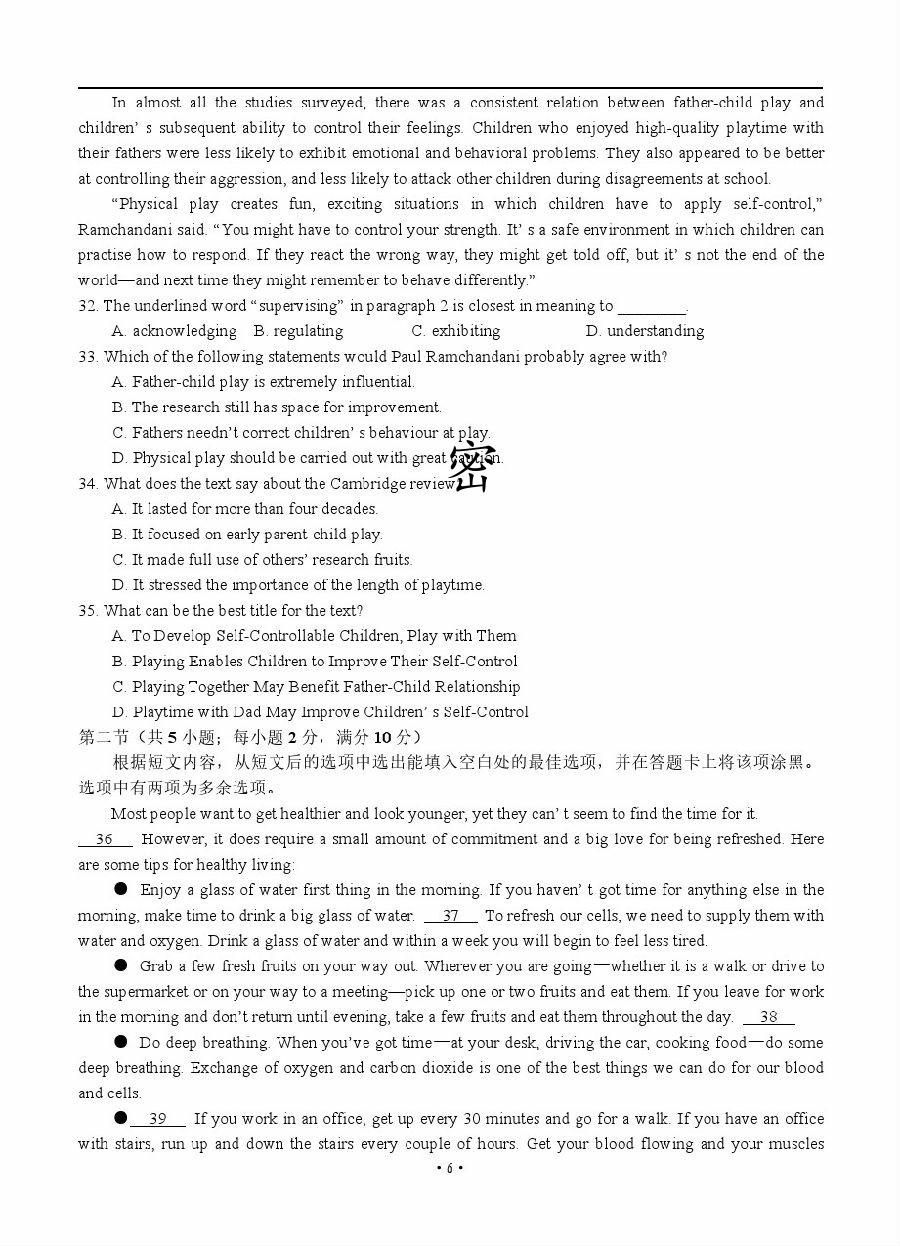 In almost all the studies surveyed, there was a consistent relation between father-child play and
children’ s subsequent ability to control their feelings. Children who enjoyed high-quality playtime with
their fathers were less likely to exhibit emotional and behavioral problems. They also appeared to be better
at controlling their aggression, and less likely to attack other children during disagreements at school.
“Physical play creates fun, exciting situations in which children have to apply self-control,”
Ramchandani said. “You might have to control your strength. It’ s a safe environment in which children can
practise how to respond. If they react the wrong way, they might get told off, but it’ s not the end of the
world—and next time they might remember to behave differently.”
32. The underlined word “supervising” in paragraph 2 is closest in meaning to ________.
A. acknowledging B. regulating C. exhibiting D. understanding
33. Which of the following statements would Paul Ramchandani probably agree with?
A. Father-child play is extremely influential.
B. The research still has space for improvement.
C. Fathers needn’t correct children’ s behaviour at play.
D. Physical play should be carried out with great caution.
密
34. What does the text say about the Cambridge review?
A. It lasted for more than four decades.
B. It focused on early parent-child play.
C. It made full use of others’ research fruits.
D. It stressed the importance of the length of playtime.
35. What can be the best title for the text?
A. To Develop Self-Controllable Children, Play with Them
B. Playing Enables Children to Improve Their Self-Control
C. Playing Together May Benefit Father-Child Relationship
D. Playtime with Dad May Improve Children’ s Self-Control
第二节（共 5 小题；每小题 2 分，满分 10 分）
根据短文内容，从短文后的选项中选出能填入空白处的最佳选项，并在答题卡上将该项涂黑。
选项中有两项为多余选项。
Most people want to get healthier and look younger, yet they can’ t seem to find the time for it.
36 However, it does require a small amount of commitment and a big love for being refreshed. Here
are some tips for healthy living:
● Enjoy a glass of water first thing in the morning. If you haven’ t got time for anything else in the
morning, make time to drink a big glass of water. 37 To refresh our cells, we need to supply them with
water and oxygen. Drink a glass of water and within a week you will begin to feel less tired.
● Grab a few fresh fruits on your way out. Wherever you are going—whether it is a walk or drive to
the supermarket or on your way to a meeting—pick up one or two fruits and eat them. If you leave for work
in the morning and don’t return until evening, take a few fruits and eat them throughout the day. 38
● Do deep breathing. When you’ve got time—at your desk, driving the car, cooking food—do some
deep breathing. Exchange of oxygen and carbon dioxide is one of the best things we can do for our blood
and cells.
● 39 If you work in an office, get up every 30 minutes and go for a walk. If you have an office
with stairs, run up and down the stairs every couple of hours. Get your blood flowing and your muscles
• 6 •